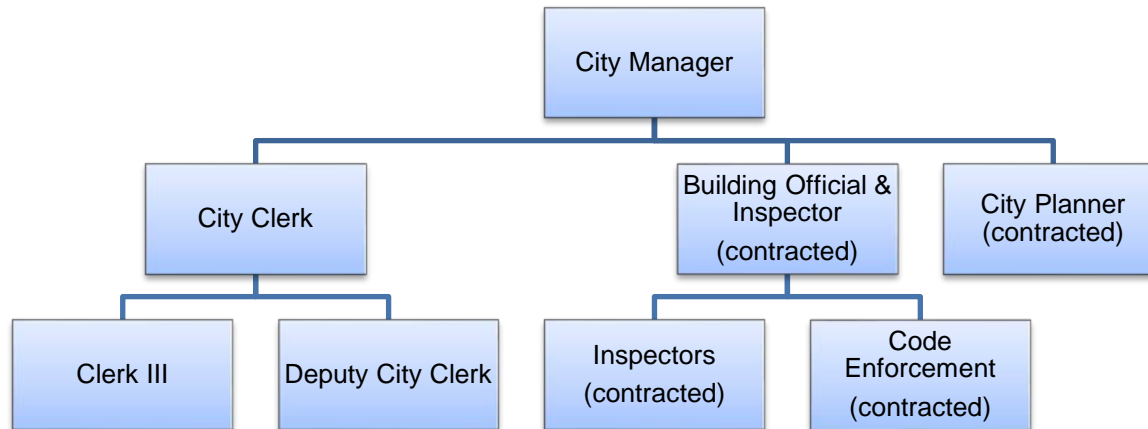 City Manager
City Clerk
Building Official &
Inspector
(contracted)
City Planner
(contracted)
Clerk III
Deputy City Clerk
Inspectors
(contracted)
Code
Enforcement
(contracted)